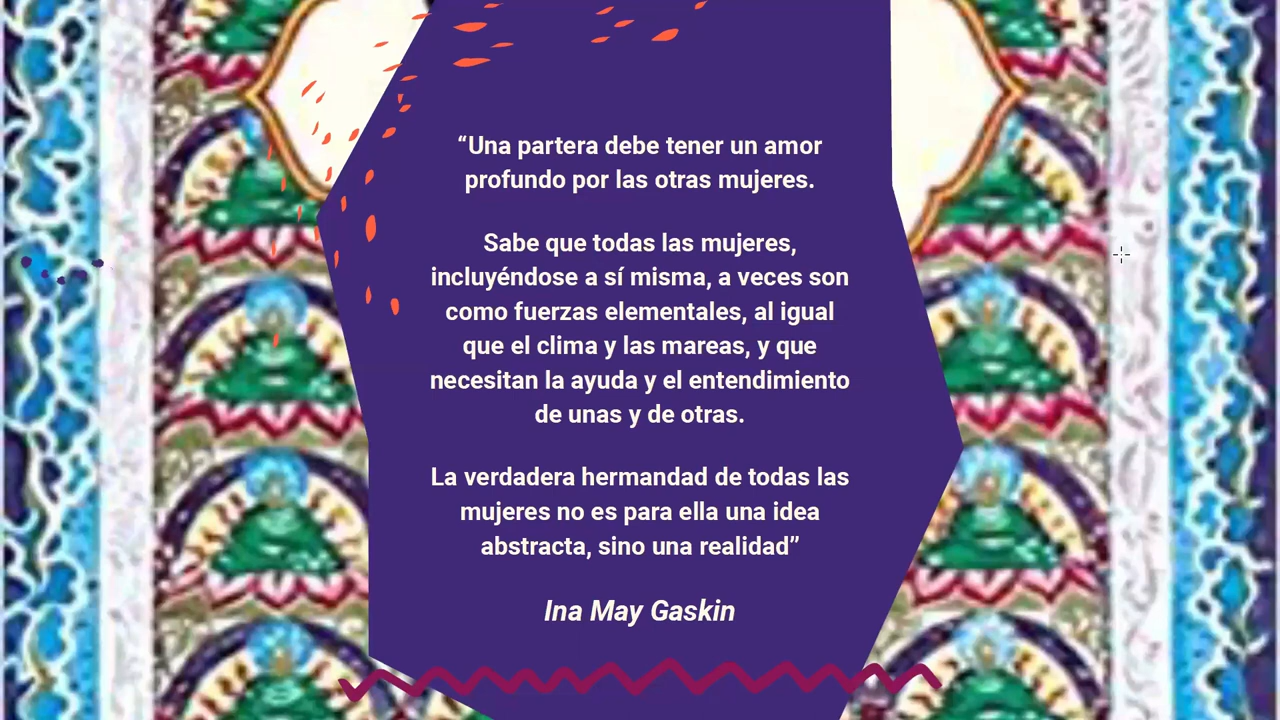 “Una partera debe tener un amor
profundo por las otras mujeres.
Sabe que todas las mujeres,
incluyéndose a sí misma, a veces son
como fuerzas elementales, al igual
que el clima y las mareas, y que
necesitan la ayuda y el entendimiento
de unas y de otras.
La verdadera hermandad de todas las
mujeres no es para ella una idea
abstracta, sino una realidad”
Ina May Gaskin